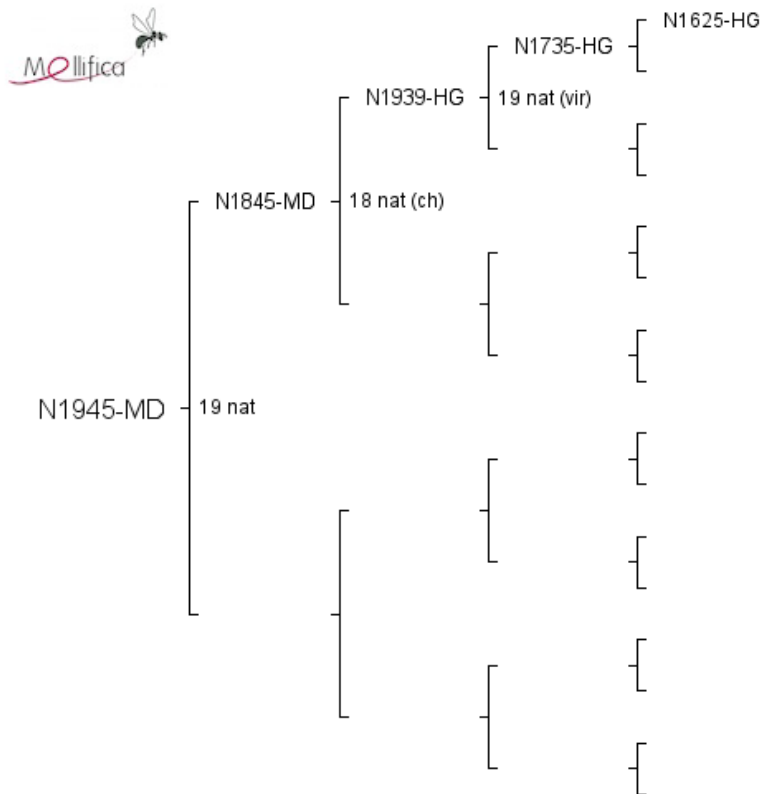 Mellifica
N1625-HG
N1735-HG
N1939-HG
19 nat (vir)
N1845-MD
18 nat (ch)
N1945-MD
19 nat